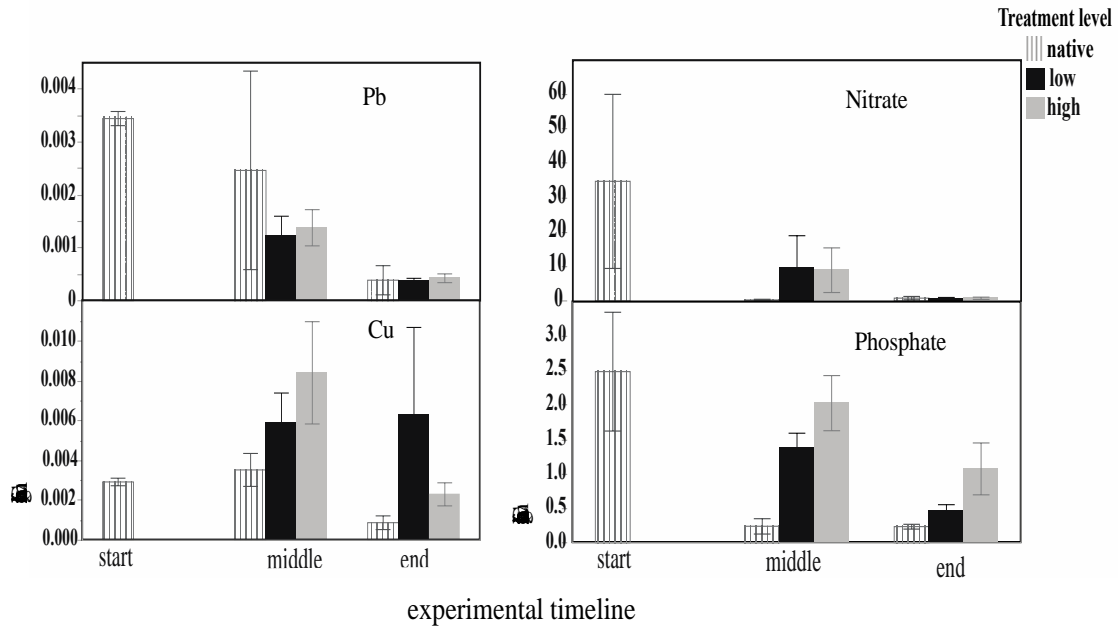 Treatment level
native
low
high
Pb
0.004
0.003
0.002
0.001
0
Cu
0.010
0.008
0.006
0.004
0.002
0.000
start middle end
Nitrate
60
50
40
30
20
10
0
Phosphate
3.0
2.5
2.0
1.5
1.0
0.5
0.0
start middle end
experimental timeline